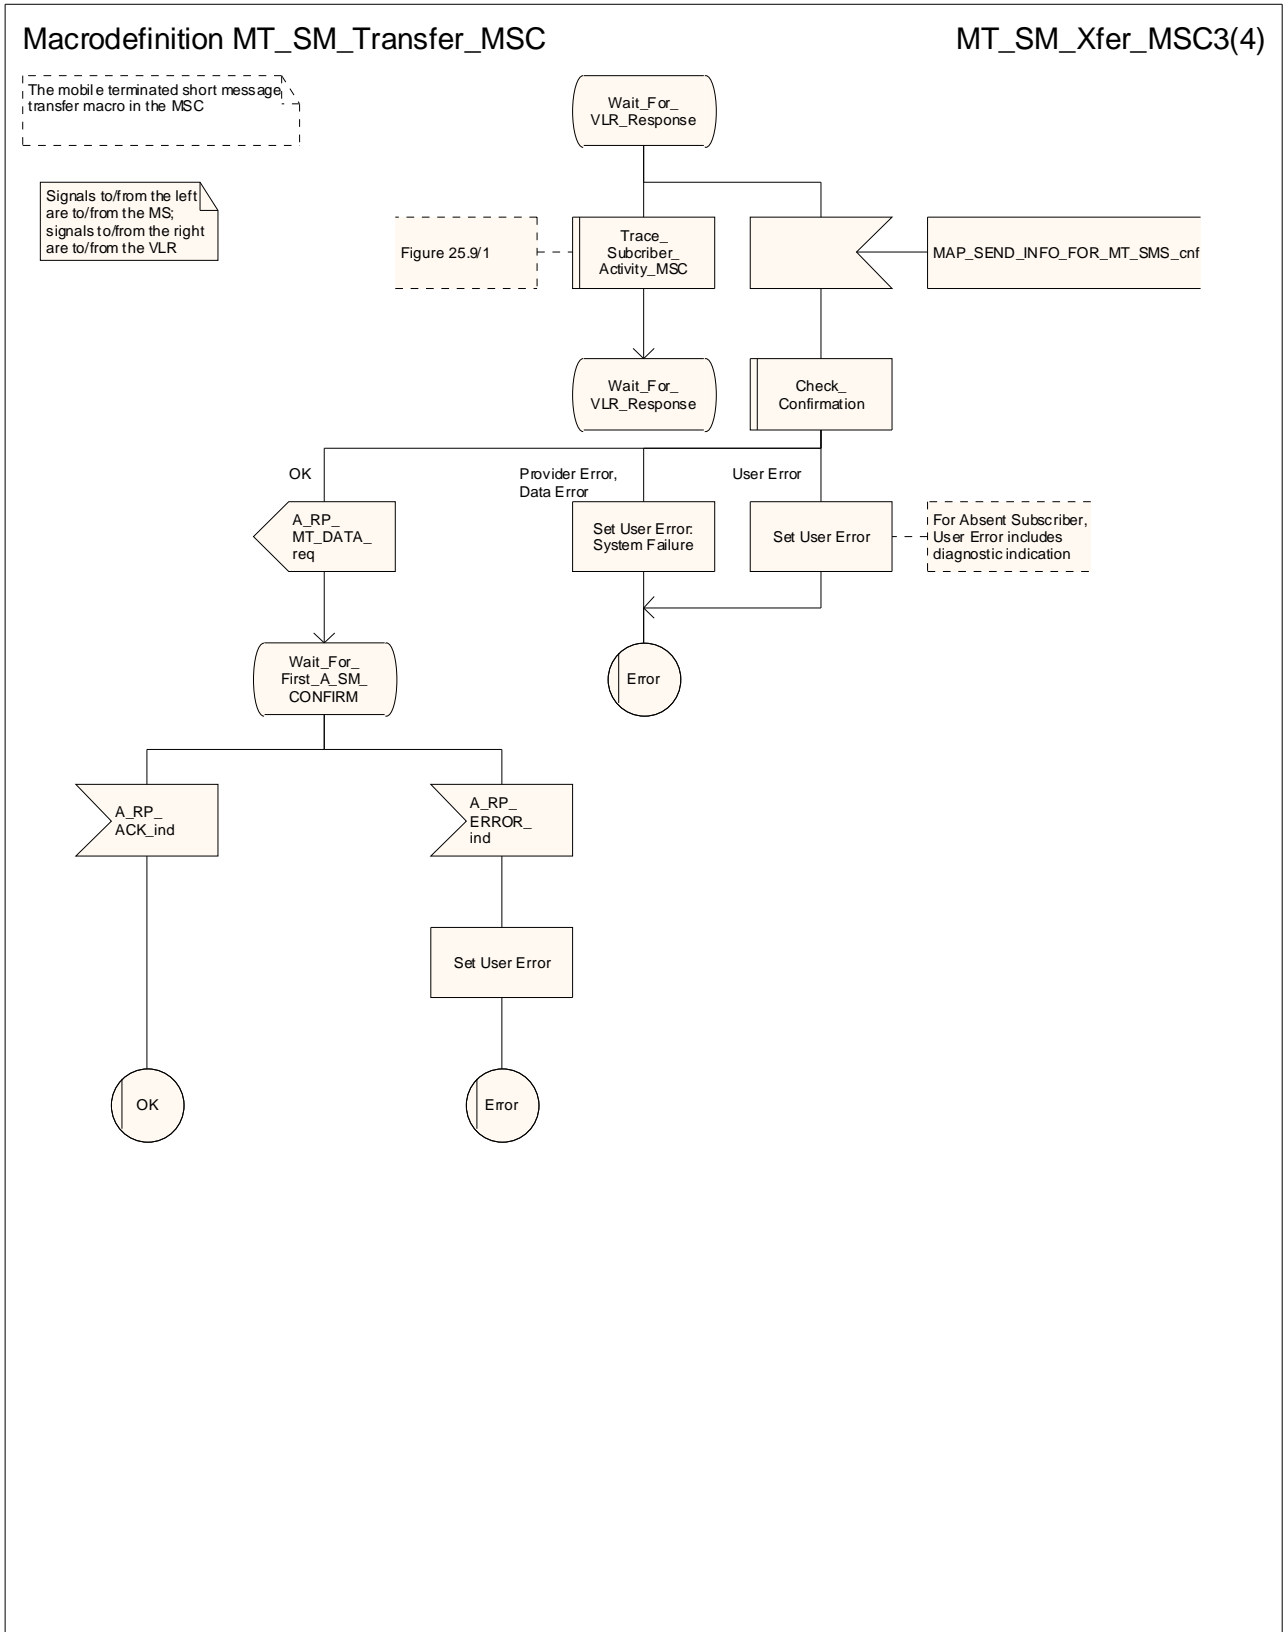 Macrodefinition MT_SM_Transfer_MSC
MT_SM_Xfer_MSC3(4)
The mobile terminated short message
transfer macro in the MSC
Signals to/from the left
are to/from the MS;
signals to/from the right
are to/from the VLR
Wait_For_
VLR_Response
Figure 25.9/1
Trace_
Subcriber_
Activity_MSC
MAP_SEND_INFO_FOR_MT_SMS_cnf
Wait_For_
VLR_Response
Check_
Confirmation
OK
Provider Error,
Data Error
User Error
A_RP_
MT_DATA_
req
Set User Error:
System Failure
Set User Error
For Absent Subscriber,
User Error includes
diagnostic indication
Wait_For_
First_A_SM_
CONFIRM
Error
A_RP_
ACK_ind
A_RP_
ERROR_
ind
Set User Error
OK
Error